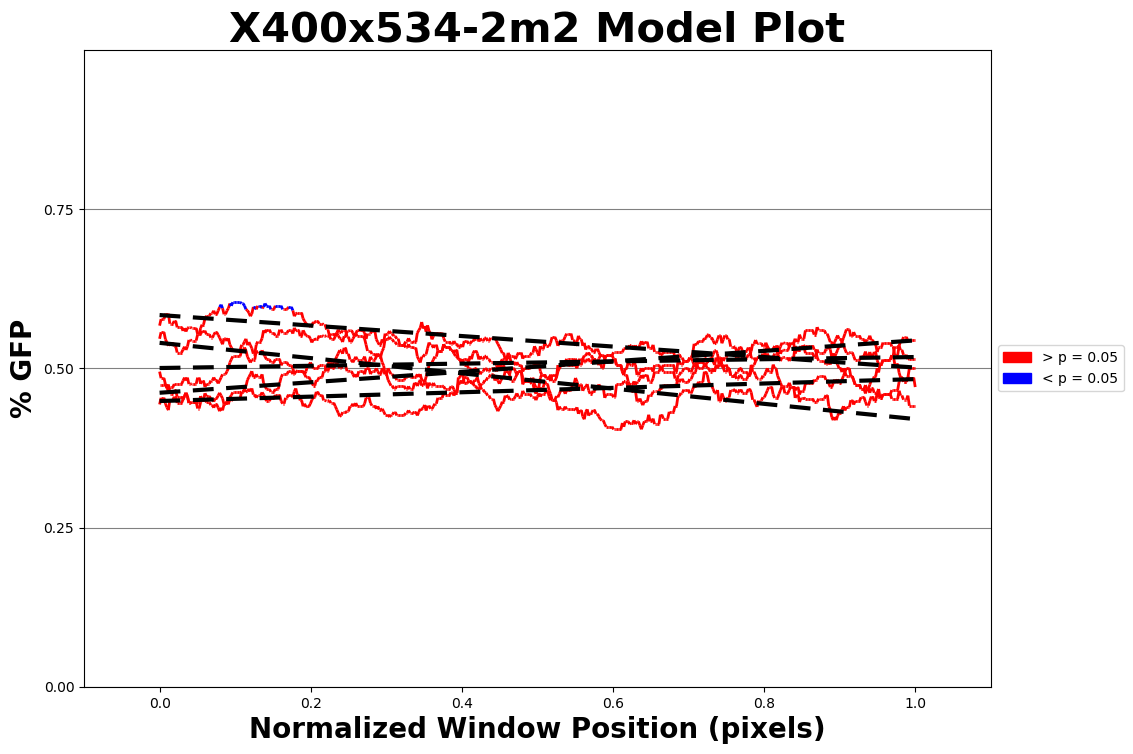 X400x534-2m2 Model Plot
% GFP
0.75
0.50
0.25
0.00
0.0 0.2 0.4 0.6 0.8 1.0
Normalized Window Position (pixels)
> p = 0.05
< p = 0.05